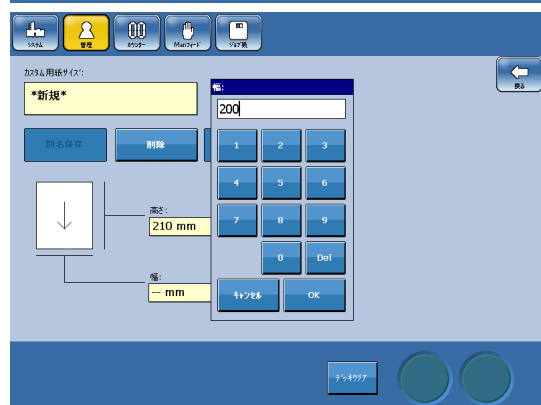 システム
管理
カウンター
Manフィード
ジョブ数
戻る
カスタム用紙サイズ:
*新規*
別名保存
削除
高さ:
210 mm
幅:
-- mm
幅:
200
1
2
3
4
5
6
7
8
9
0
Del
キャンセル
OK
デッキクリア